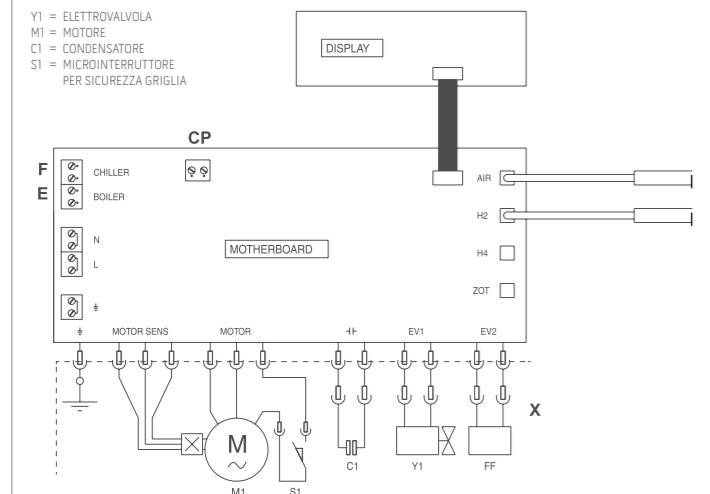 Y1 = ELETTROVALVOLA
M1 = MOTORE
C1 = CONDENSATORE
S1 = MICROINTERRUTTORE
PER SICUREZZA GRIGLIA
DISPLAY
CP
F
CHILLER
AIR
E
BOILER
H2
N
MOTHERBOARD
H4
L
ZOT
MOTOR SENS
MOTOR
EV1
EV2
X
M
C1
Y1
FF
M1
S1